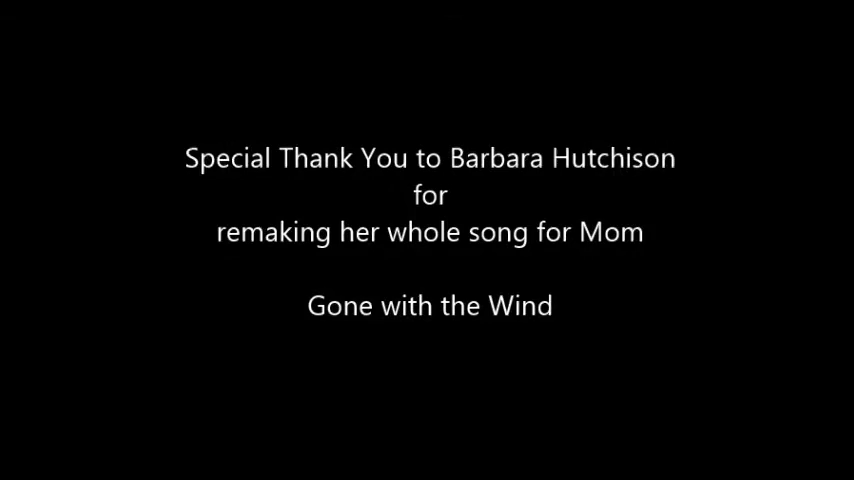 Special Thank You to Barbara Hutchison
for
remaking her whole song for Mom
Gone with the Wind